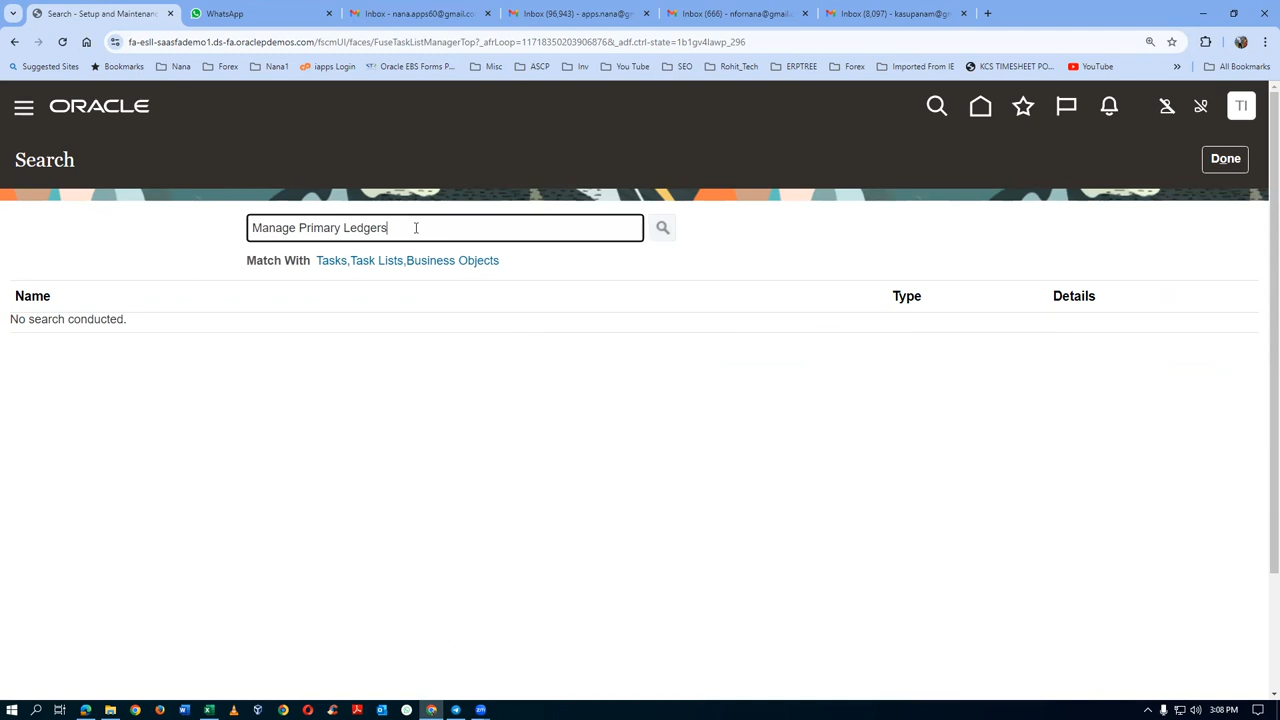 Search - Setup and Maintenanc
WhatsApp
Inbox - nana.apps60@gmail.co
Inbox (96,943) - apps.nana@g
Inbox (666) - nfornana@gmail.c
Inbox (8,097) - kasupanam@g
fa-esll-saasfademo1.ds-fa.oraclepdemos.com/fscmUI/faces/FuseTaskListManagerTop?_afrLoop=1171835020390687&_adf.ctrl-state=1b1gv4lawp_296
Suggested Sites
Bookmarks
Nana
Forex
Nana1
iapps Login
Oracle EBS Forms P...
Misc
ASCP
Inv
You Tube
SEO
Rohit_Tech
ERPTREE
Forex
Imported From IE
KCS TIMESHEET PO...
YouTube
»
All Bookmarks
ORACLE
TI
Search
Done
Manage Primary Ledgers
Match With Tasks,Task Lists,Business Objects
Name Type Details
No search conducted.
3:08 PM